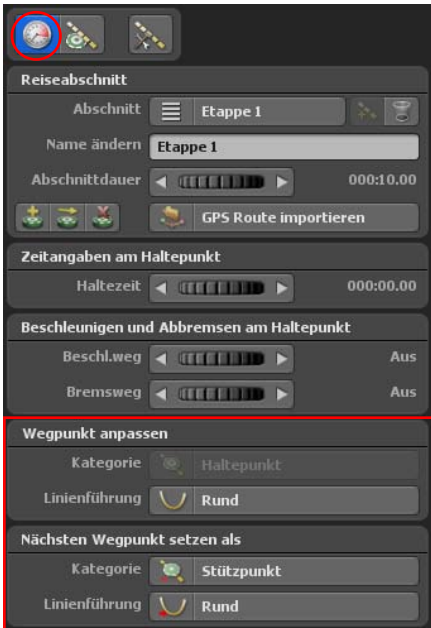 Reiseabschnitt
Abschnitt Etappe 1
Name ändern Etappe 1
Abschnittdauer 000:10.00
GPS Route importieren
Zeitangaben am Haltepunkt
Haltezeit 000:00.00
Beschleunigen und Abbremsen am Haltepunkt
Beschl.weg Aus
Bremsweg Aus
Wegpunkt anpassen
Kategorie Haltepunkt
Linienführung Rund
Nächsten Wegpunkt setzen als
Kategorie Stützpunkt
Linienführung Rund